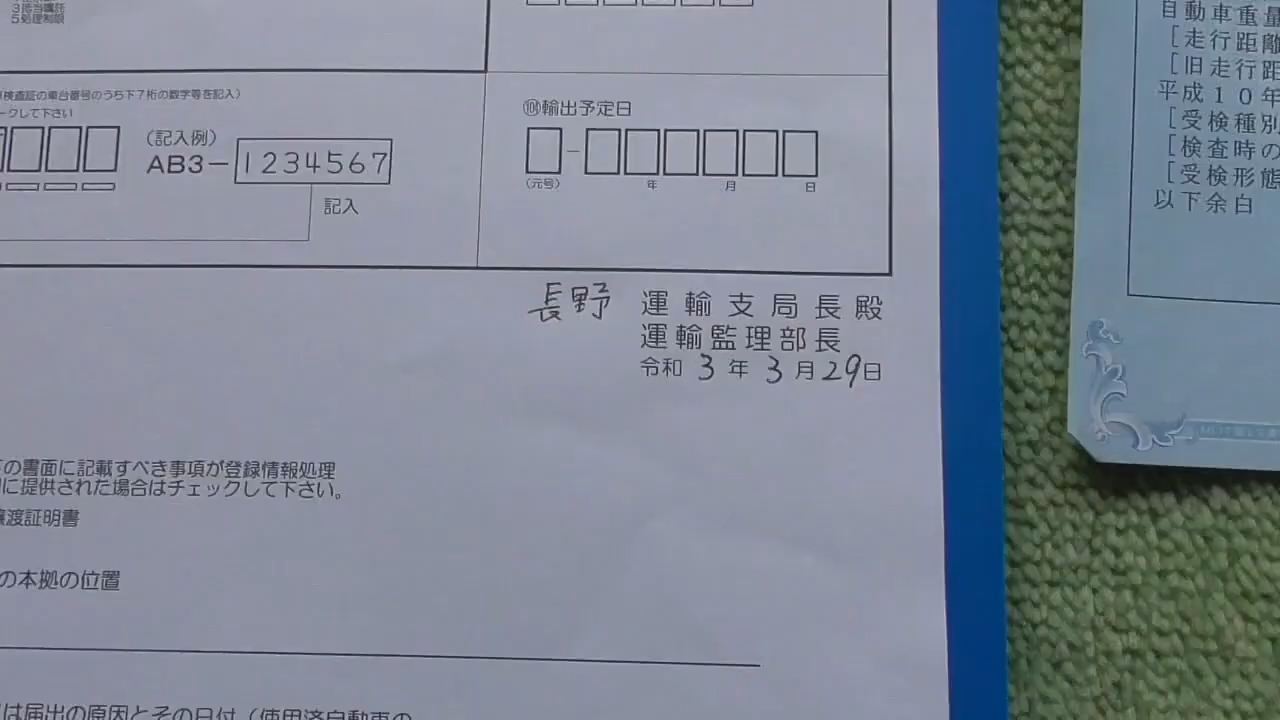 3抵当嘱託
5処理制限
検査証の車台番号のうち下7桁の数字等を記入)
ークして下さい
(記入例)
AB3-1234567
記入
⑩輸出予定日
(元号) 年 月 日
長野 運輸支局長殿
運輸監理部長
令和 3 年 3 月 29 日
の書面に記載すべき事項が登録情報処理
に提供された場合はチェックして下さい。
譲渡証明書
の本拠の位置
は届出の原因とその日付(使用済自動車の
自動車重量
[走行距離
[旧走行距
平成10年
[受検種別
[検査時の
[受検形態
以下余白